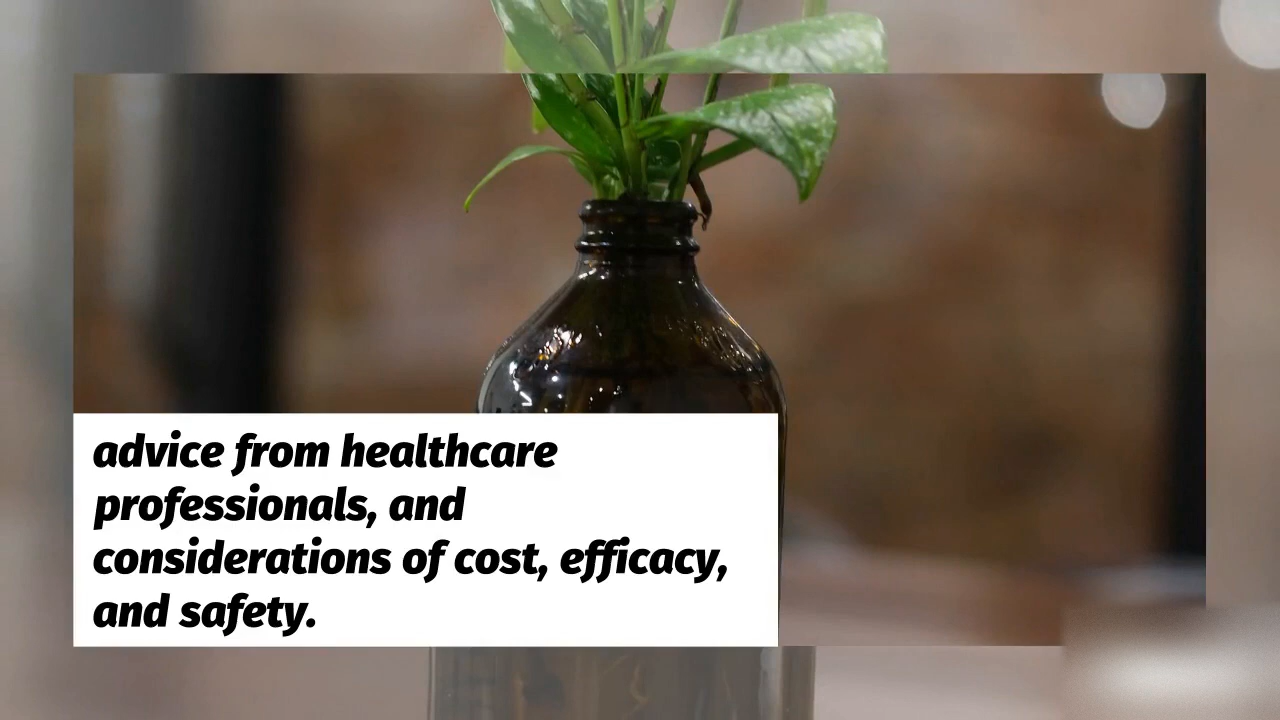 advice from healthcare
professionals, and
considerations of cost, efficacy,
and safety.